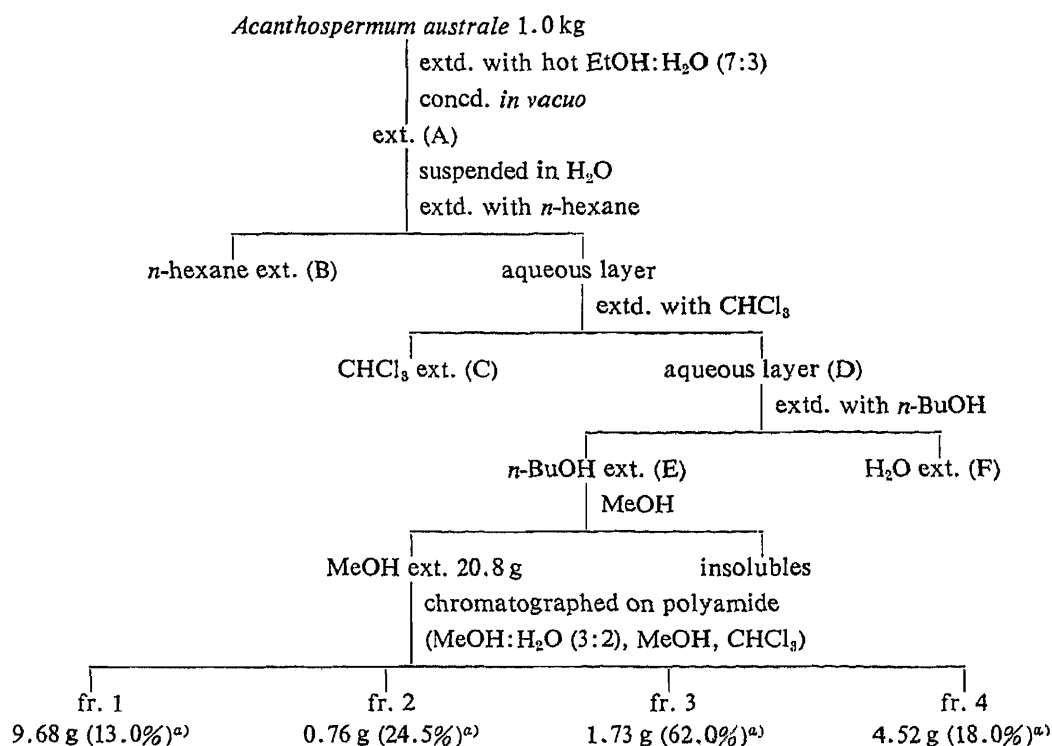 Acanthospermum australe 1.0 kg
extd. with hot EtOH:H₂O (7:3)
concd. in vacuo
ext. (A)
suspended in H₂O
extd. with n-hexane
n-hexane ext. (B) aqueous layer
extd. with CHCl₃
CHCl₃ ext. (C) aqueous layer (D)
extd. with n-BuOH
n-BuOH ext. (E) H₂O ext. (F)
MeOH
MeOH ext. 20.8 g insolubles
chromatographed on polyamide
(MeOH:H₂O (3:2), MeOH, CHCl₃)
fr. 1 fr. 2 fr. 3 fr. 4
9.68 g (13.0%)ᵃ⁾ 0.76 g (24.5%)ᵃ⁾ 1.73 g (62.0%)ᵃ⁾ 4.52 g (18.0%)ᵃ⁾